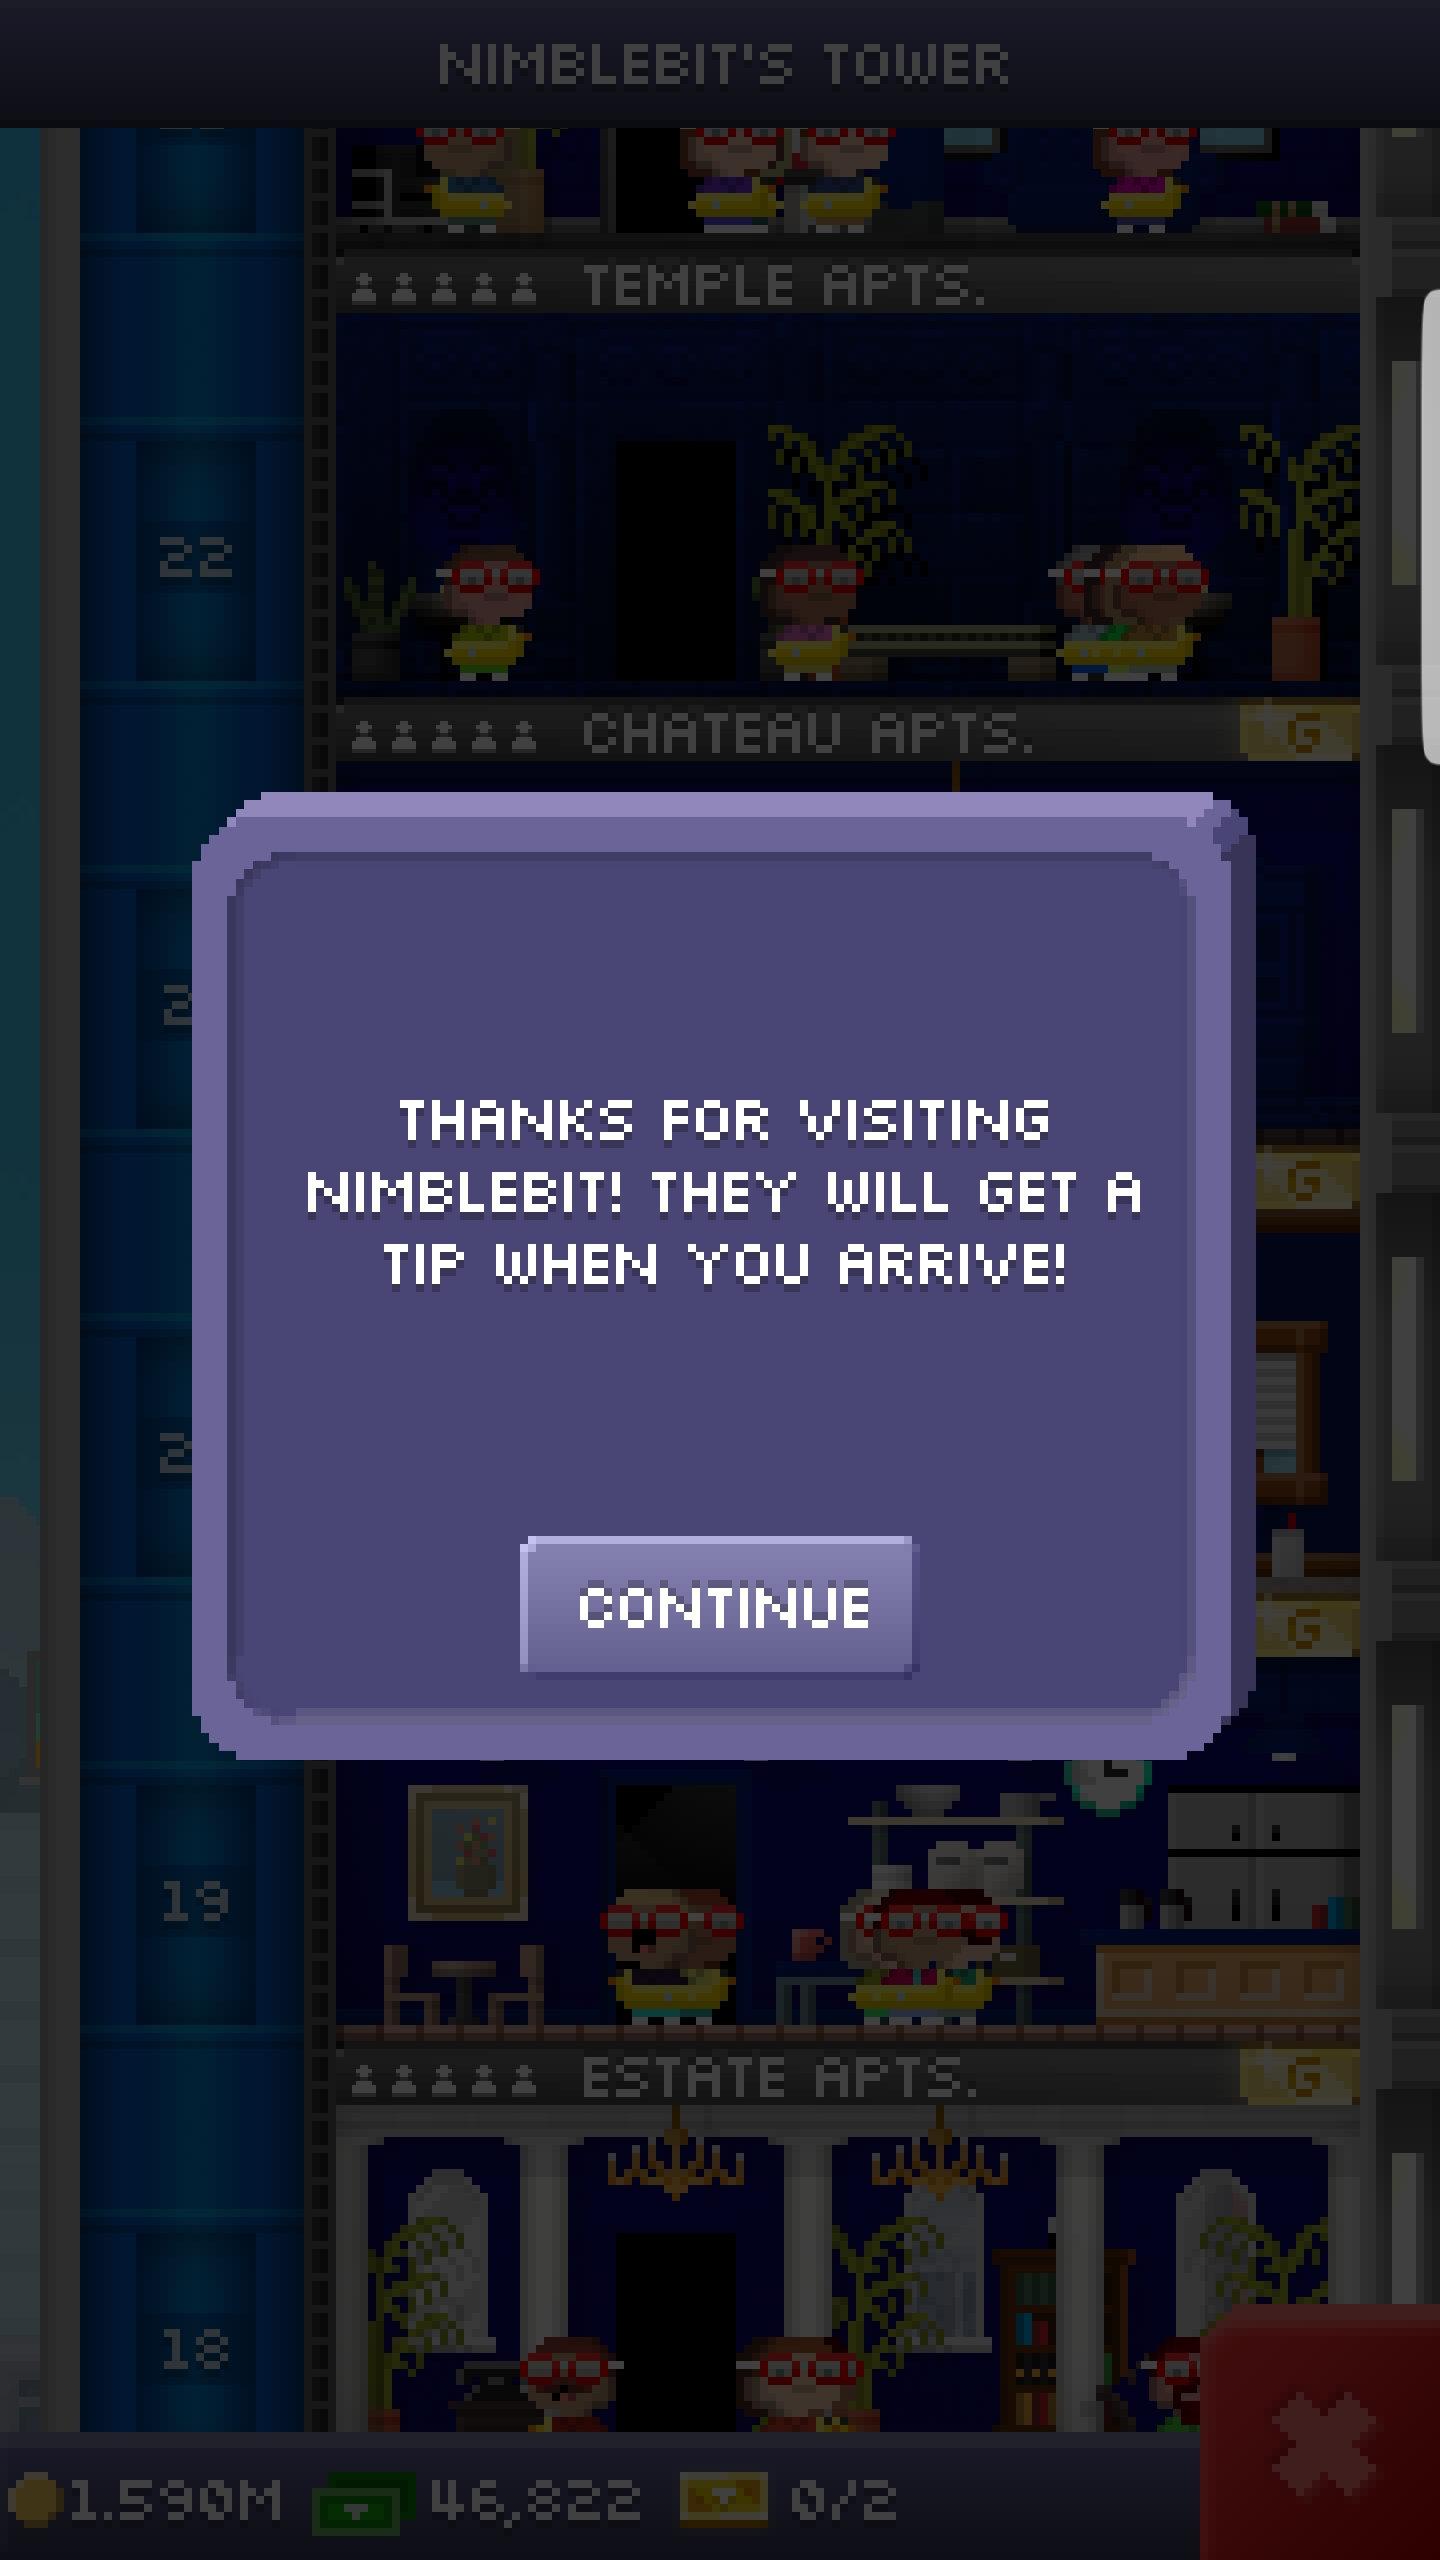 NIMBLEBIT'S TOWER
TEMPLE APTS.
22
CHATEAU APTS.
G
THANKS FOR VISITING
NIMBLEBIT! THEY WILL GET A
TIP WHEN YOU ARRIVE!
G
CONTINUE
G
19
ESTATE APTS.
G
18
1.590M
46,822
0/2